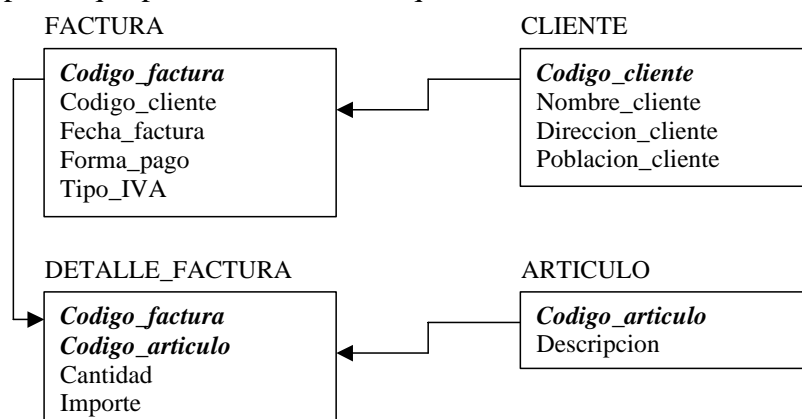 FACTURA
Codigo_factura
Codigo_cliente
Fecha_factura
Forma_pago
Tipo_IVA
CLIENTE
Codigo_cliente
Nombre_cliente
Direccion_cliente
Poblacion_cliente
DETALLE_FACTURA
Codigo_factura
Codigo_articulo
Cantidad
Importe
ARTICULO
Codigo_articulo
Descripcion